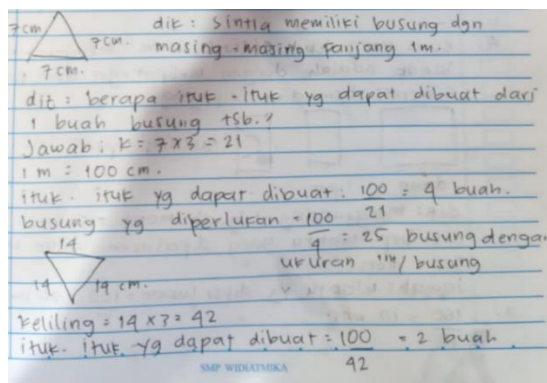 7cm
dik : Sintia memiliki busung dgn
7cm.
masing-masing panjang 1m.
7 cm.
dit : berapa ituk-ituk yg dapat dibuat dari
1 buah busung tsb.?
Jawab : k = 7 x 3 = 21
1 m = 100 cm.
ituk-ituk yg dapat dibuat : 100/21 = 4 buah.
busung yg diperlukan = 100/4 = 25 busung dengan
ukuran 1m/busung
14
14
14 cm.
Keliling = 14 x 3 = 42
ituk-ituk yg dapat dibuat = 100/42 = 2 buah.
SMP WIDIATMIKA